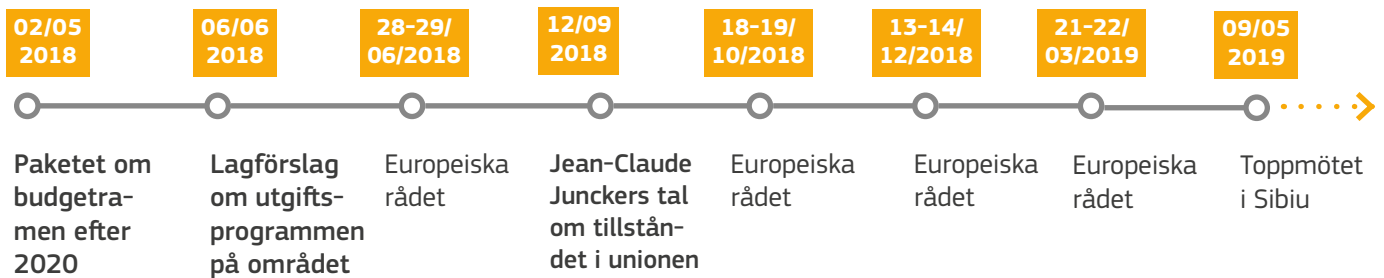 02/05
2018
06/06
2018
28-29/
06/2018
12/09
2018
18-19/
10/2018
13-14/
12/2018
21-22/
03/2019
09/05
2019
Paketet om
budgetra-
men efter
2020
Lagförslag
om utgifts-
programmen
på området
Europeiska
rådet
Jean-Claude
Junckers tal
om tillstån-
det i unionen
Europeiska
rådet
Europeiska
rådet
Europeiska
rådet
Toppmötet
i Sibiu